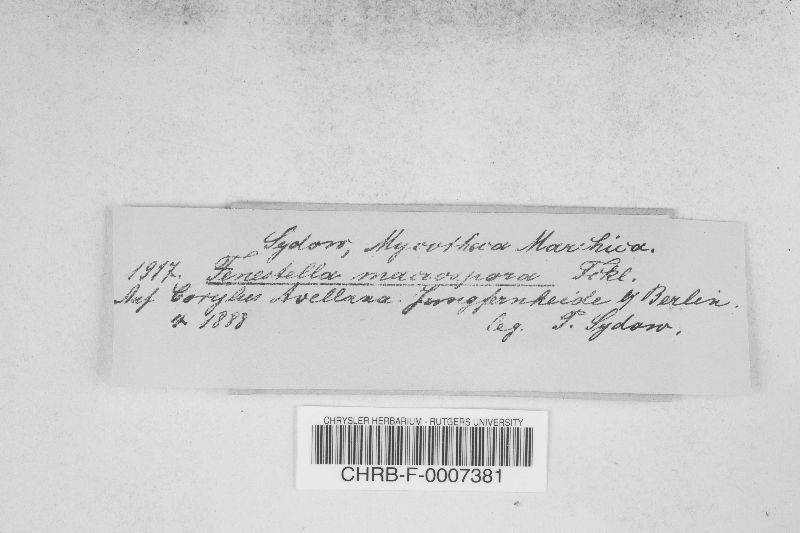 Sydow, Mycotheca Marchica.
1917. Fenestella macrospora Fckl.
Auf Corylus Avellana. Jungfernheide b/ Berlin.
4 1888 leg. P. Sydow.
CHRYSLER HERBARIUM - RUTGERS UNIVERSITY
CHRB-F-0007381